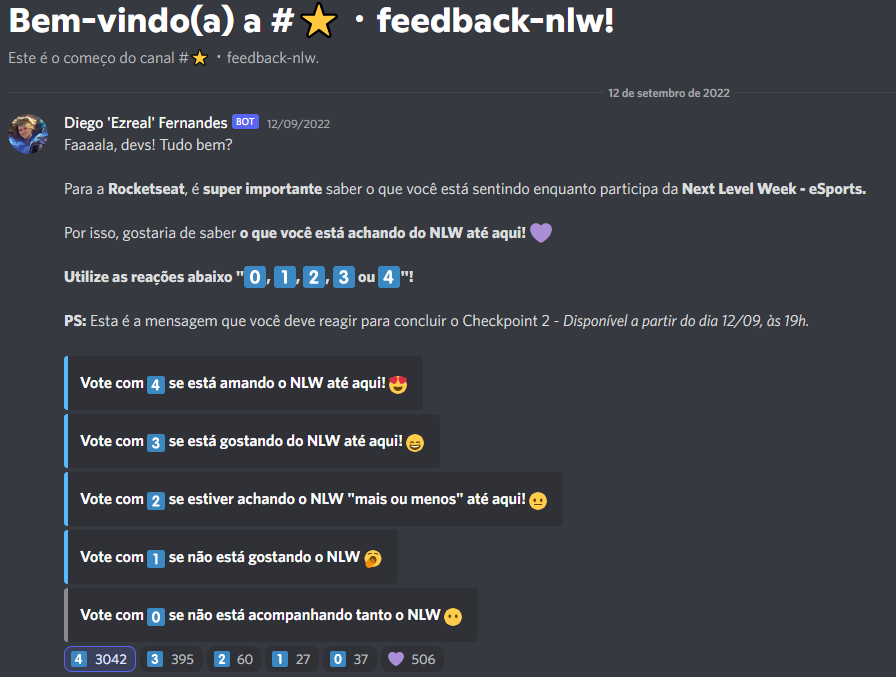 Bem-vindo(a) a #⭐・feedback-nlw!
Este é o começo do canal #⭐・feedback-nlw.
12 de setembro de 2022
Diego 'Ezreal' Fernandes BOT 12/09/2022
Faaaala, devs! Tudo bem?
Para a Rocketseat, é super importante saber o que você está sentindo enquanto participa da Next Level Week - eSports.
Por isso, gostaria de saber o que você está achando do NLW até aqui! 💜
Utilize as reações abaixo "0️⃣, 1️⃣, 2️⃣, 3️⃣ ou 4️⃣"!
PS: Esta é a mensagem que você deve reagir para concluir o Checkpoint 2 - Disponível a partir do dia 12/09, às 19h.
Vote com 4️⃣ se está amando o NLW até aqui! 😍
Vote com 3️⃣ se está gostando do NLW até aqui! 😄
Vote com 2️⃣ se estiver achando o NLW "mais ou menos" até aqui! 😐
Vote com 1️⃣ se não está gostando o NLW 🥱
Vote com 0️⃣ se não está acompanhando tanto o NLW 😶
4️⃣ 3042 3️⃣ 395 2️⃣ 60 1️⃣ 27 0️⃣ 37 💜 506